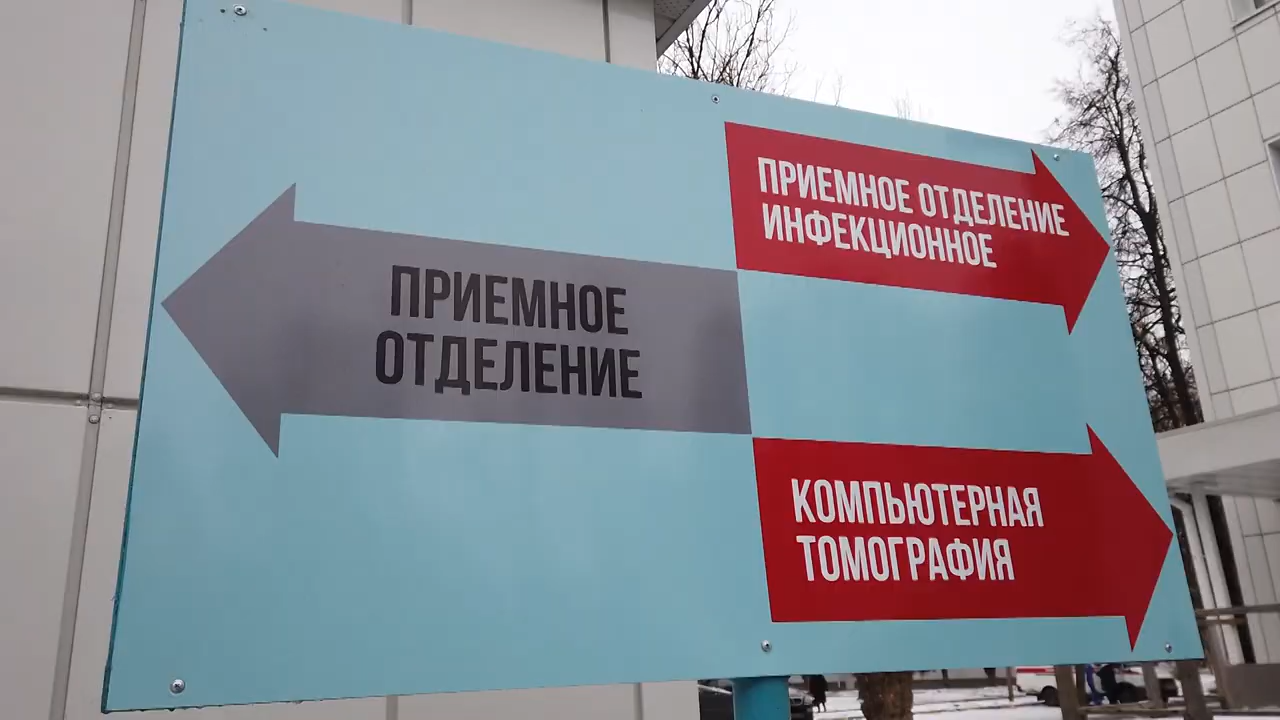 ПРИЕМНОЕ
ОТДЕЛЕНИЕ
ПРИЕМНОЕ ОТДЕЛЕНИЕ
ИНФЕКЦИОННОЕ
КОМПЬЮТЕРНАЯ
ТОМОГРАФИЯ